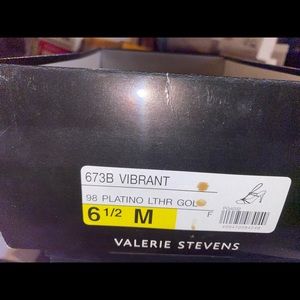 673B VIBRANT
98 PLATINO LTHR GOL
6 1/2 M
F
VALERIE STEVENS